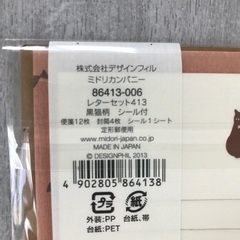 株式会社デザインフィル
ミドリカンパニー
86413-006
レターセット413
黒猫柄 シール付
便箋12枚 封筒4枚 シール1シート
定形郵便用
www.midori-japan.co.jp
MADE IN JAPAN
© DESIGNPHIL 2013
4 902805 864138
プラ
紙
外装:PP 台紙、帯
台紙:PET